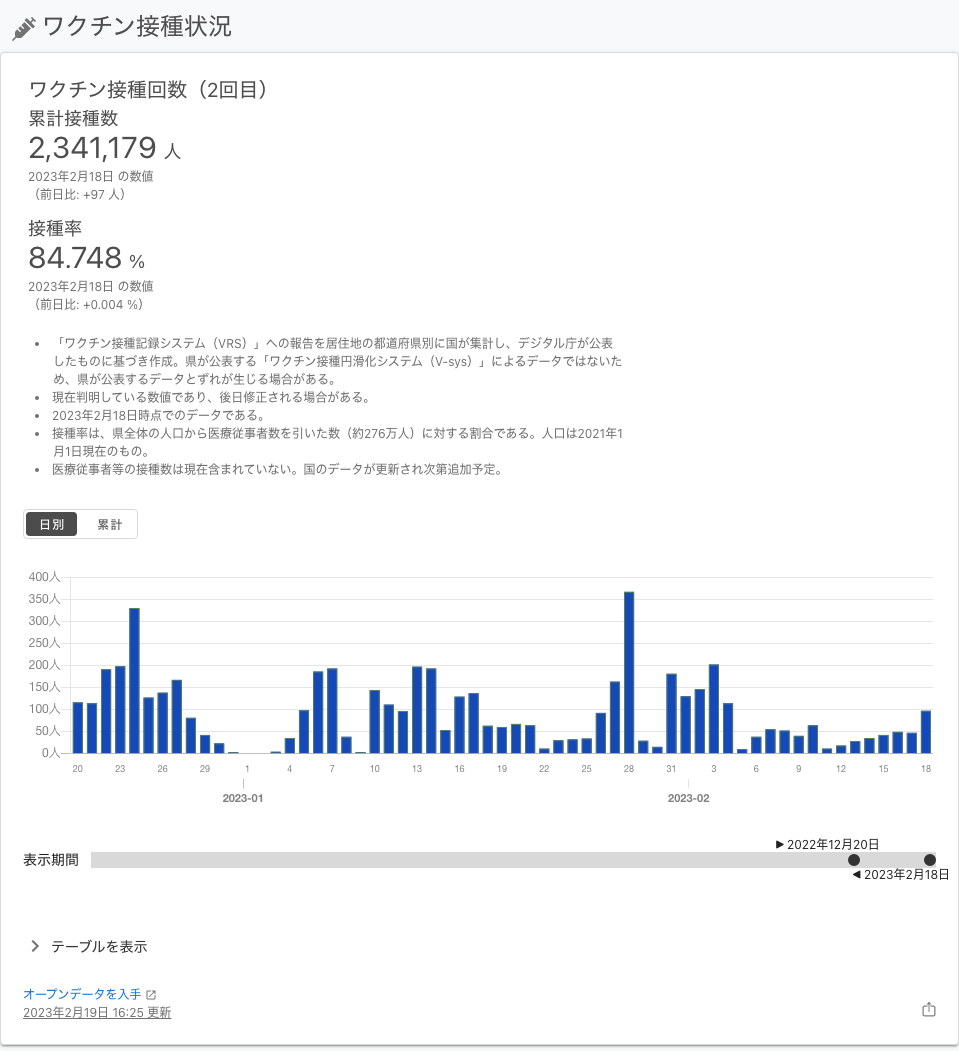 ワクチン接種状況
ワクチン接種回数（2回目）
累計接種数
2,341,179 人
2023年2月18日 の数値
（前日比: +97 人）
接種率
84.748 %
2023年2月18日 の数値
（前日比: +0.004 %）
• 「ワクチン接種記録システム（VRS）」への報告を居住地の都道府県別に国が集計し、デジタル庁が公表
したものに基づき作成。県が公表する「ワクチン接種円滑化システム（V-sys）」によるデータではないた
め、県が公表するデータとずれが生じる場合がある。
• 現在判明している数値であり、後日修正される場合がある。
• 2023年2月18日時点でのデータである。
• 接種率は、県全体の人口から医療従事者数を引いた数（約276万人）に対する割合である。人口は2021年1
月1日現在のもの。
• 医療従事者等の接種数は現在含まれていない。国のデータが更新され次第追加予定。
日別 累計
400人
350人
300人
250人
200人
150人
100人
50人
0人
20 23 26 29 1 4 7 10 13 16 19 22 25 28 31 3 6 9 12 15 18
2023-01 2023-02
▶ 2022年12月20日
表示期間
◀ 2023年2月18日
テーブルを表示
オープンデータを入手
2023年2月19日 16:25 更新